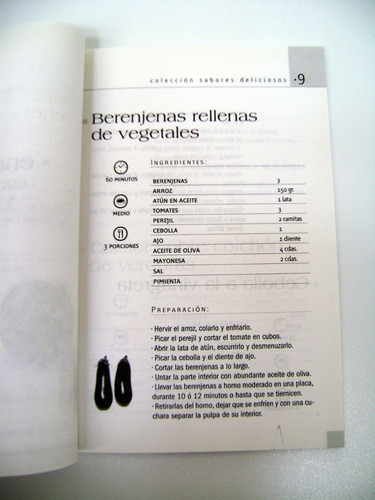 colección sabores deliciosos ·9
Berenjenas rellenas
de vegetales
60 MINUTOS
MEDIO
3 PORCIONES
INGREDIENTES:
BERENJENAS 3
ARROZ 150 gr.
ATÚN EN ACEITE 1 lata
TOMATES 3
PEREJIL 2 ramitas
CEBOLLA 1
AJO 1 diente
ACEITE DE OLIVA 4 cdas.
MAYONESA 2 cdas.
SAL
PIMIENTA
PREPARACIÓN:
· Hervir el arroz, colarlo y enfriarlo.
· Picar el perejil y cortar el tomate en cubos.
· Abrir la lata de atún, escurrirlo y desmenuzarlo.
· Picar la cebolla y el diente de ajo.
· Cortar las berenjenas a lo largo.
· Untar la parte interior con abundante aceite de oliva.
· Llevar las berenjenas a horno moderado en una placa,
durante 10 ó 12 minutos o hasta que se tiernicen.
· Retirarlas del horno, dejar que se enfríen y con una cu-
chara separar la pulpa de su interior.